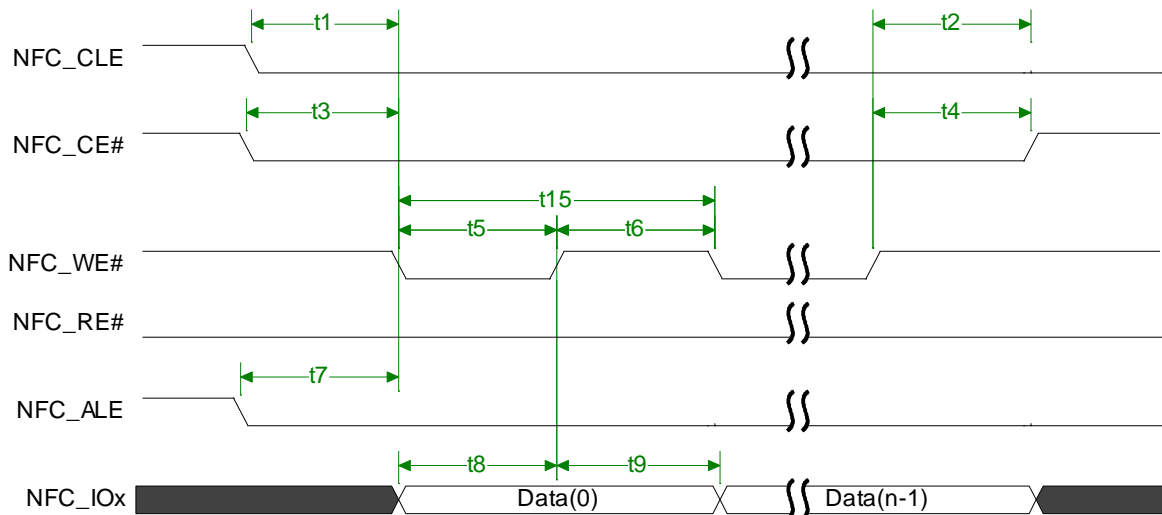 t1 t2
NFC_CLE
t3 t4
NFC_CE#
t15
t5 t6
NFC_WE#
NFC_RE#
t7
NFC_ALE
t8 t9
NFC_IOx Data(0) Data(n-1)